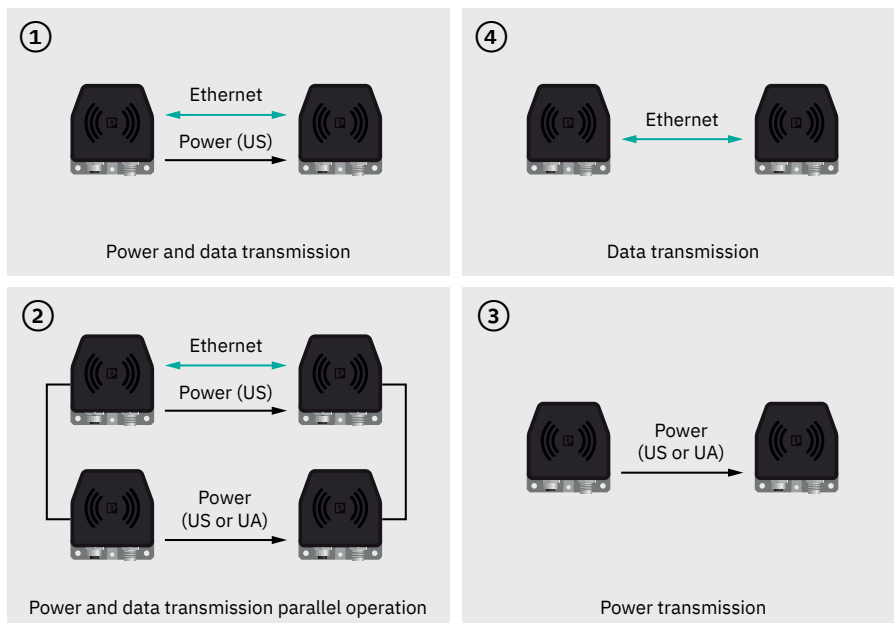 ①
Ethernet
Power (US)
Power and data transmission
④
Ethernet
Data transmission
②
Ethernet
Power (US)
Power
(US or UA)
Power and data transmission parallel operation
③
Power
(US or UA)
Power transmission